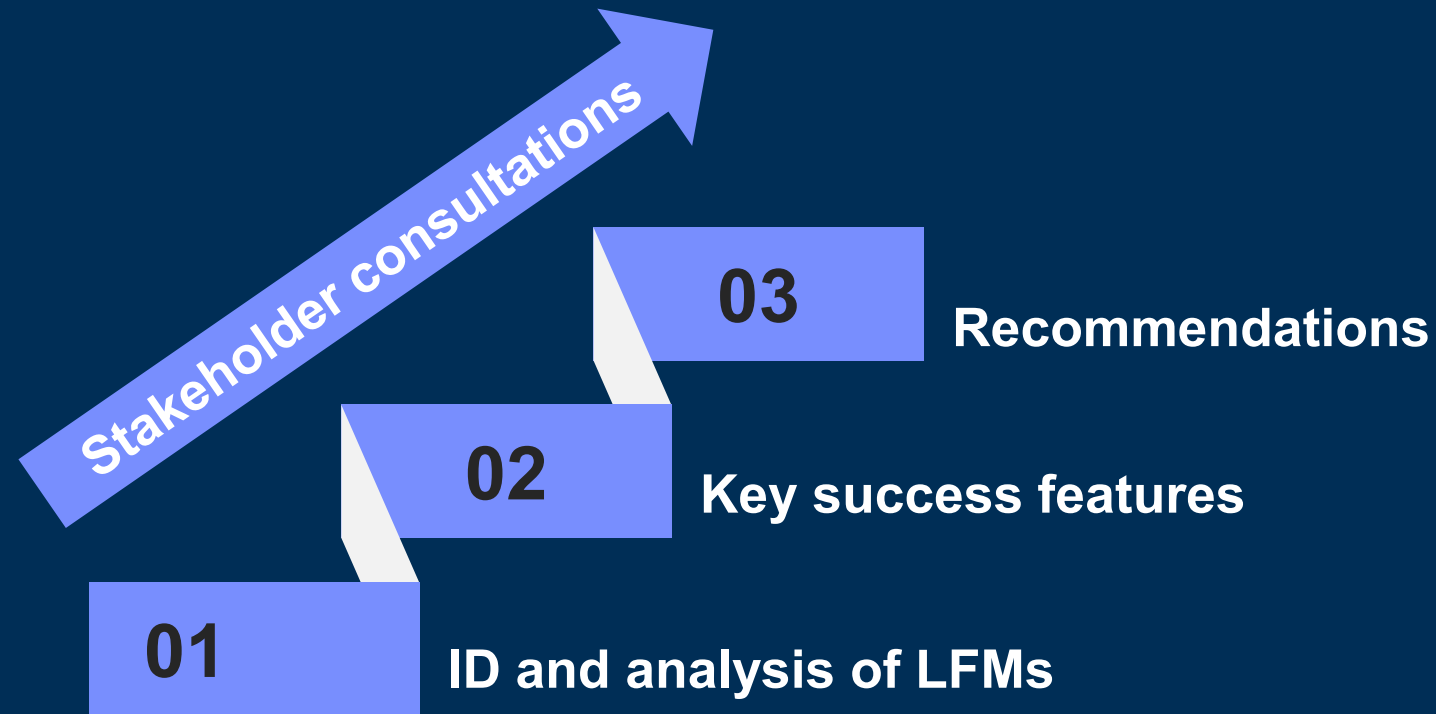 Stakeholder consultations
03
Recommendations
02
Key success features
01
ID and analysis of LFMs